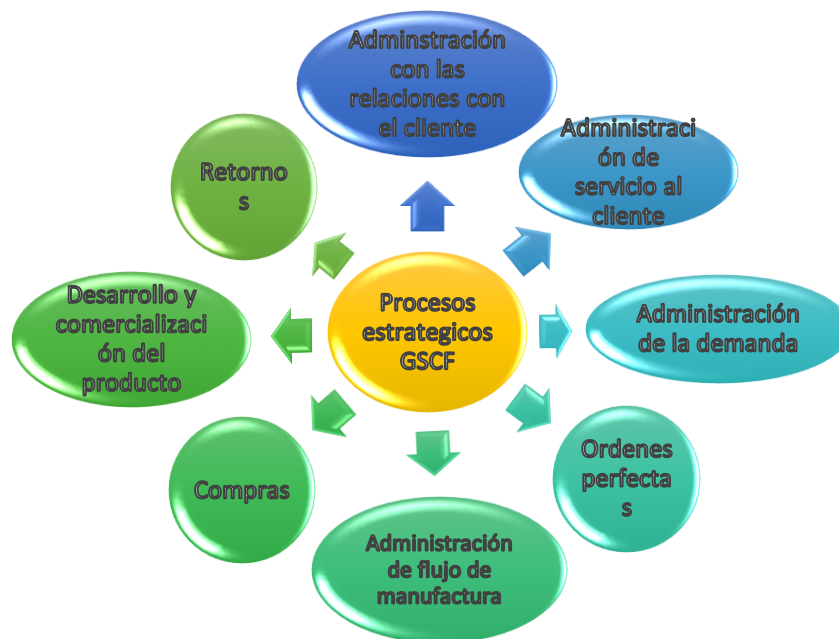 Adminstración
con las
relaciones con
el cliente
Administraci
ón de
servicio al
cliente
Administración
de la demanda
Ordenes
perfecta
s
Administración
de flujo de
manufactura
Compras
Desarrollo y
comercializaci
ón del
producto
Retorno
s
Procesos
estrategicos
GSCF